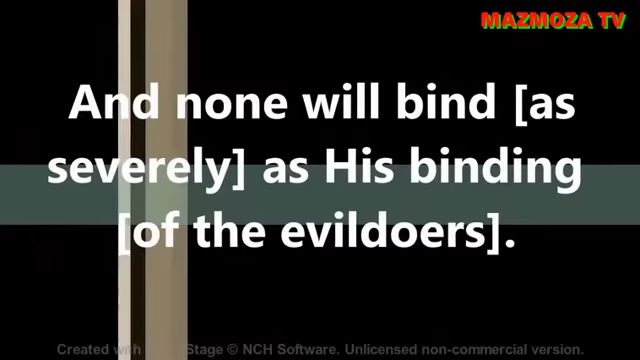 MAZMOZA TV
And none will bind [as
severely] as His binding
[of the evildoers].
Created with Stage © NCH Software. Unlicensed non-commercial version.